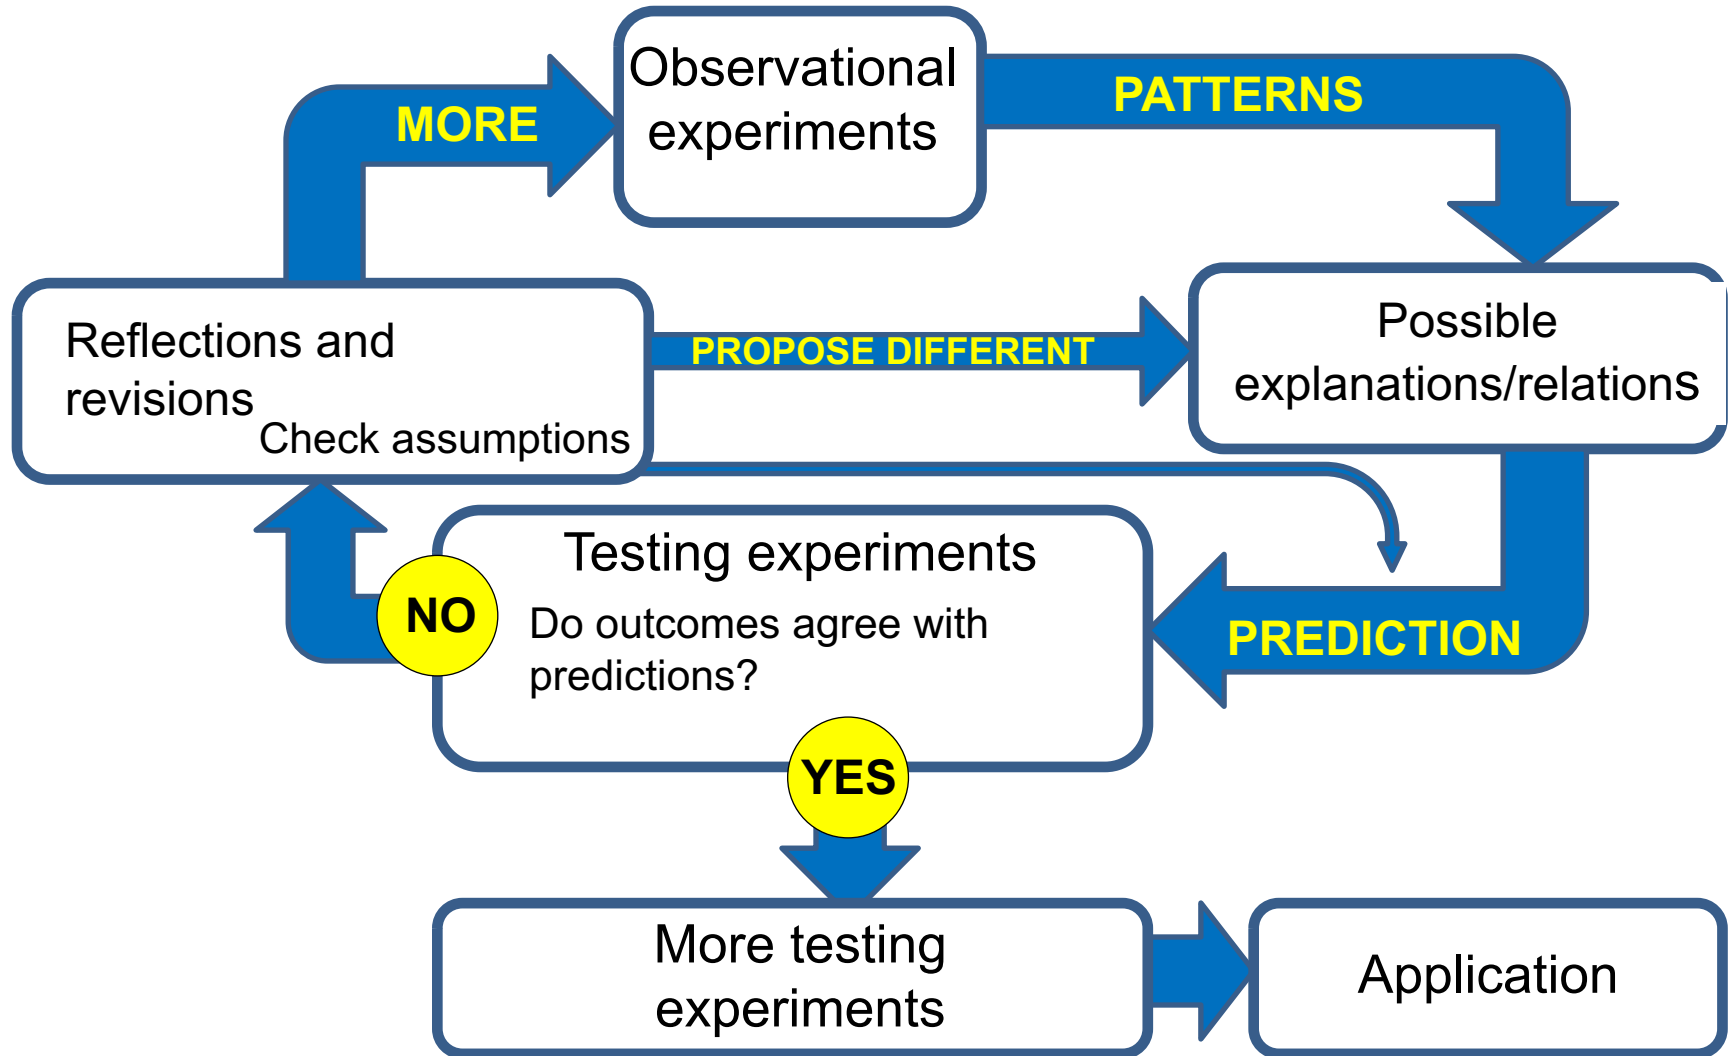 Observational
experiments
MORE
PATTERNS
Reflections and
revisions
Check assumptions
PROPOSE DIFFERENT
Possible
explanations/relations
Testing experiments
Do outcomes agree with
predictions?
NO
PREDICTION
YES
More testing
experiments
Application